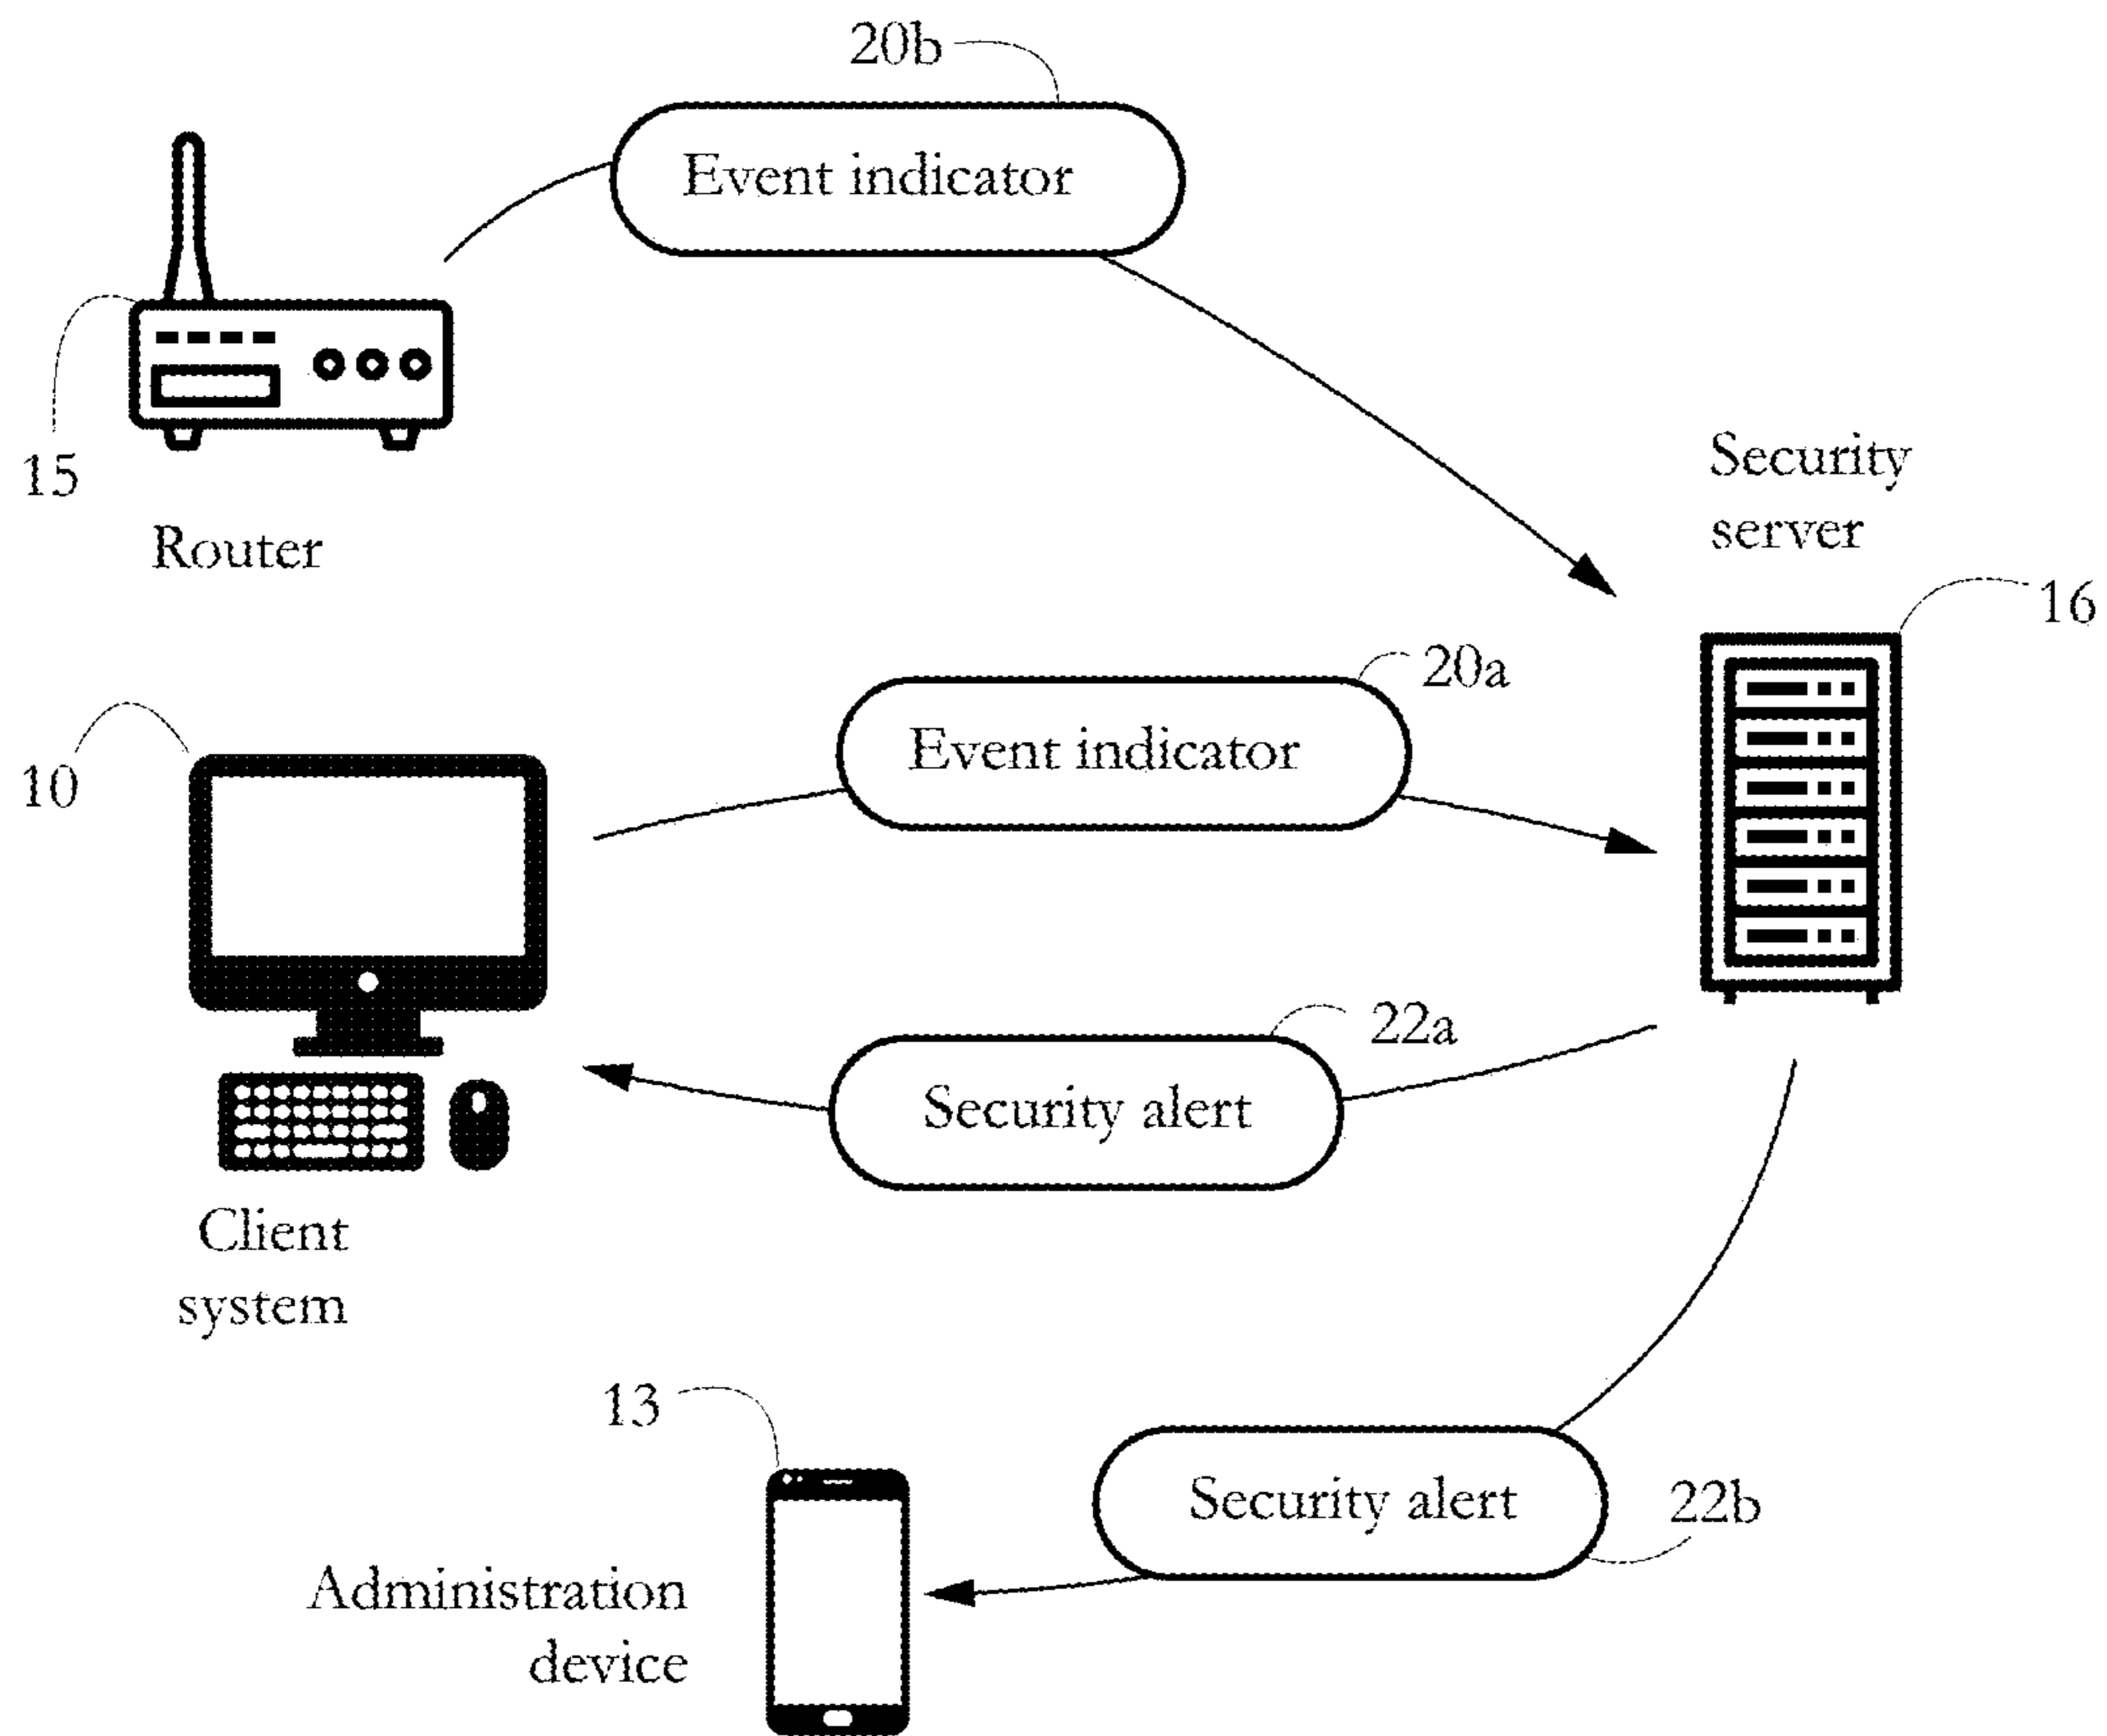 20b
Event indicator
15
Router
Security
server
16
20a
Event indicator
10
22a
Security alert
Client
system
13
Security alert
22b
Administration
device